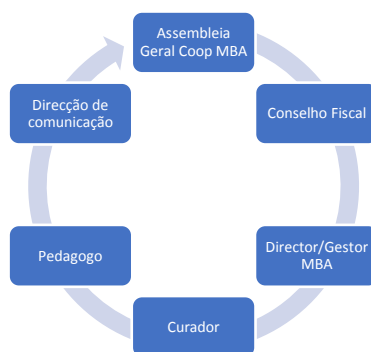 Assembleia
Geral Coop MBA
Conselho Fiscal
Director/Gestor
MBA
Curador
Pedagogo
Direcção de
comunicação